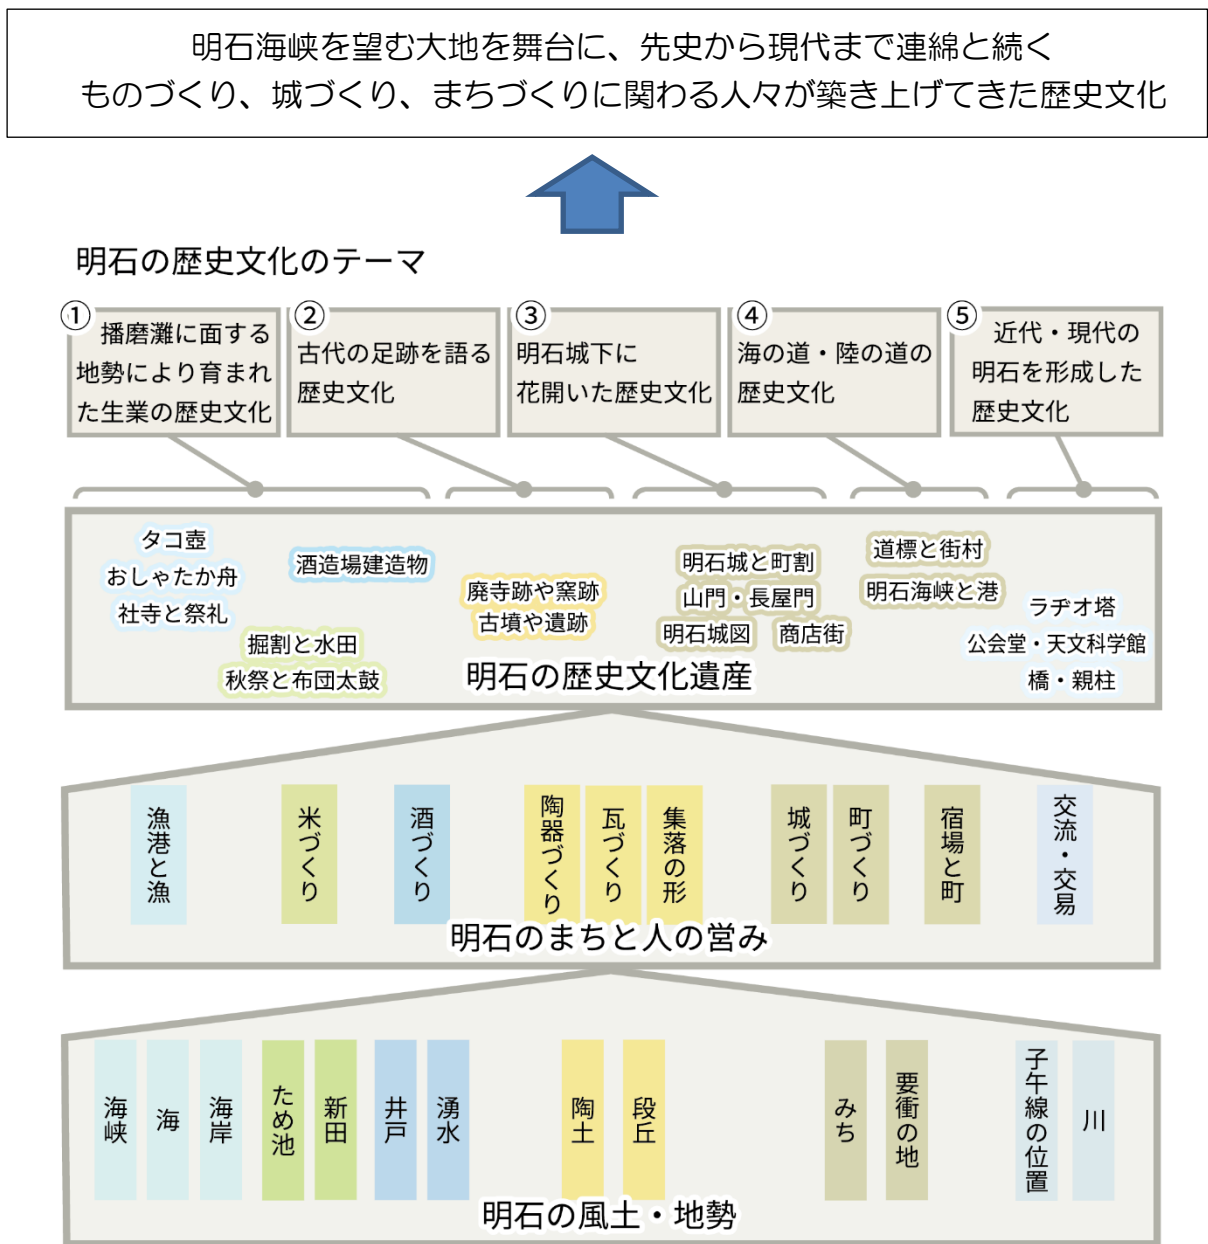 明石海峡を望む大地を舞台に、先史から現代まで連綿と続く
ものづくり、城づくり、まちづくりに関わる人々が築き上げてきた歴史文化
明石の歴史文化のテーマ
①
播磨灘に面する
地勢により育まれ
た生業の歴史文化
②
古代の足跡を語る
歴史文化
③
明石城下に
花開いた歴史文化
④
海の道・陸の道の
歴史文化
⑤
近代・現代の
明石を形成した
歴史文化
タコ壺
おしゃたか舟
社寺と祭礼
酒造場建造物
掘割と水田
秋祭と布団太鼓
廃寺跡や窯跡
古墳や遺跡
明石城と町割
山門・長屋門
明石城図
商店街
道標と街村
明石海峡と港
ラヂオ塔
公会堂・天文科学館
橋・親柱
明石の歴史文化遺産
漁港と漁
米づくり
酒づくり
陶器づくり
瓦づくり
集落の形
城づくり
町づくり
宿場と町
交流・交易
明石のまちと人の営み
海峡
海
海岸
ため池
新田
井戸
湧水
陶土
段丘
みち
要衝の地
子午線の位置
川
明石の風土・地勢